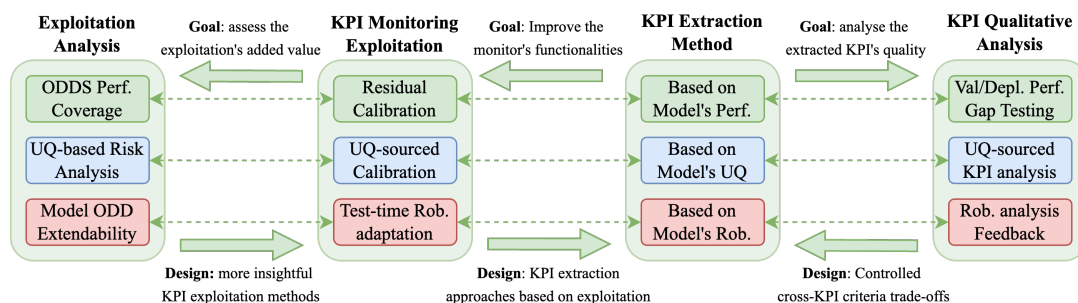 Exploitation
Analysis
Goal: assess the
exploitation's added value
KPI Monitoring
Exploitation
Goal: Improve the
monitor's functionalities
KPI Extraction
Method
Goal: analyse the
extracted KPI's quality
KPI Qualitative
Analysis
ODDS Perf.
Coverage
Residual
Calibration
Based on
Model's Perf.
Val/Depl. Perf.
Gap Testing
UQ-based Risk
Analysis
UQ-sourced
Calibration
Based on
Model's UQ
UQ-sourced
KPI analysis
Model ODD
Extendability
Test-time Rob.
adaptation
Based on
Model's Rob.
Rob. analysis
Feedback
Design: more insightful
KPI exploitation methods
Design: KPI extraction
approaches based on exploitation
Design: Controlled
cross-KPI criteria trade-offs